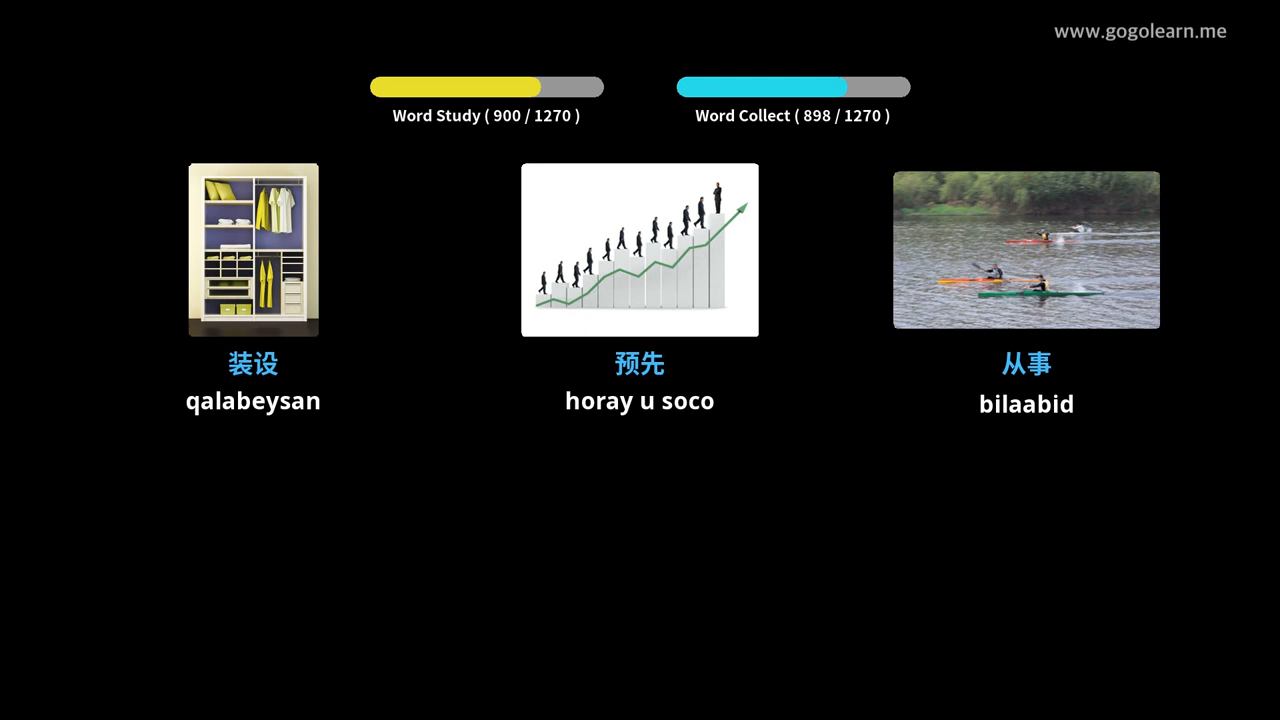 www.gogolearn.me
Word Study ( 900 / 1270 )
Word Collect ( 898 / 1270 )
装设
qalabeysan
预先
horay u soco
从事
bilaabid